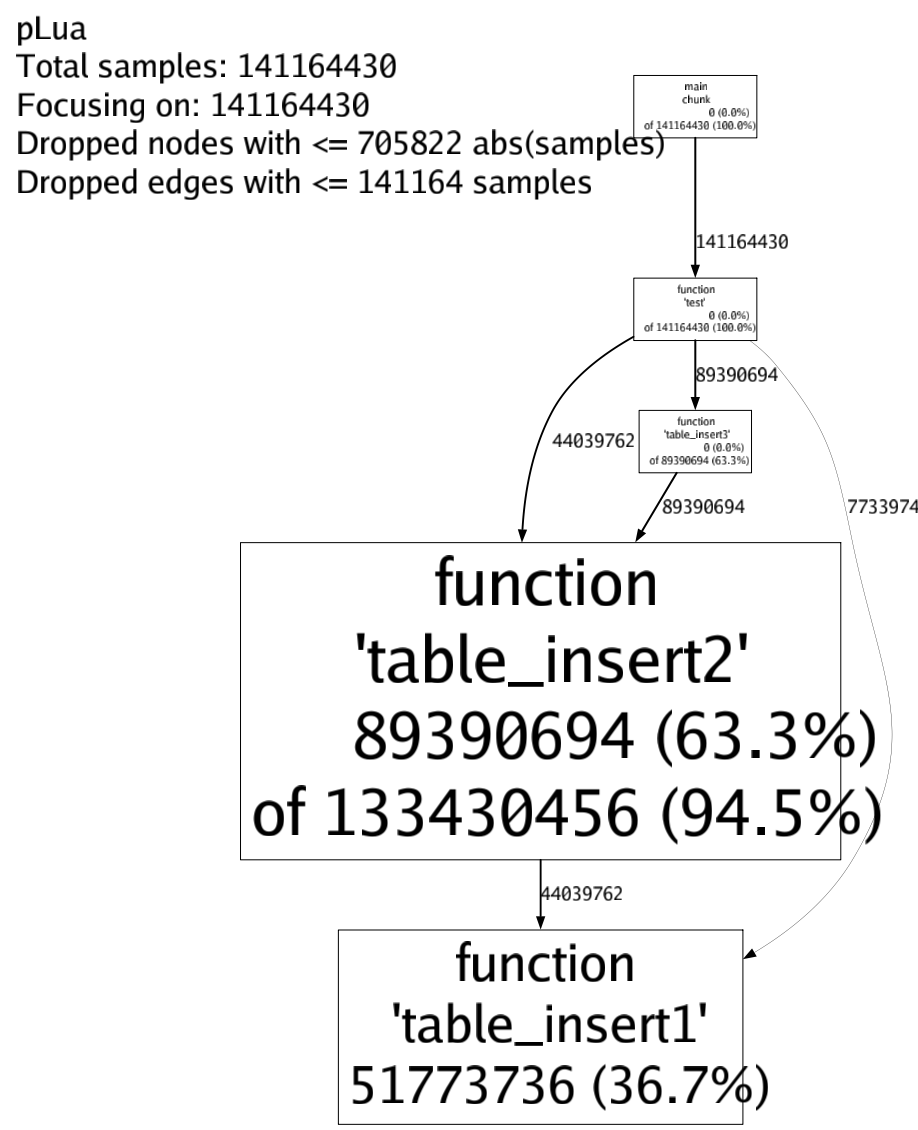 pLua
Total samples: 141164430
Focusing on: 141164430
Dropped nodes with <= 705822 abs(samples)
Dropped edges with <= 141164 samples
main
chunk
0 (0.0%)
of 141164430 (100.0%)
141164430
function
'test'
0 (0.0%)
of 141164430 (100.0%)
89390694
44039762
function
'table_insert3'
0 (0.0%)
of 89390694 (63.3%)
89390694
7733974
function
'table_insert2'
89390694 (63.3%)
of 133430456 (94.5%)
44039762
function
'table_insert1'
51773736 (36.7%)